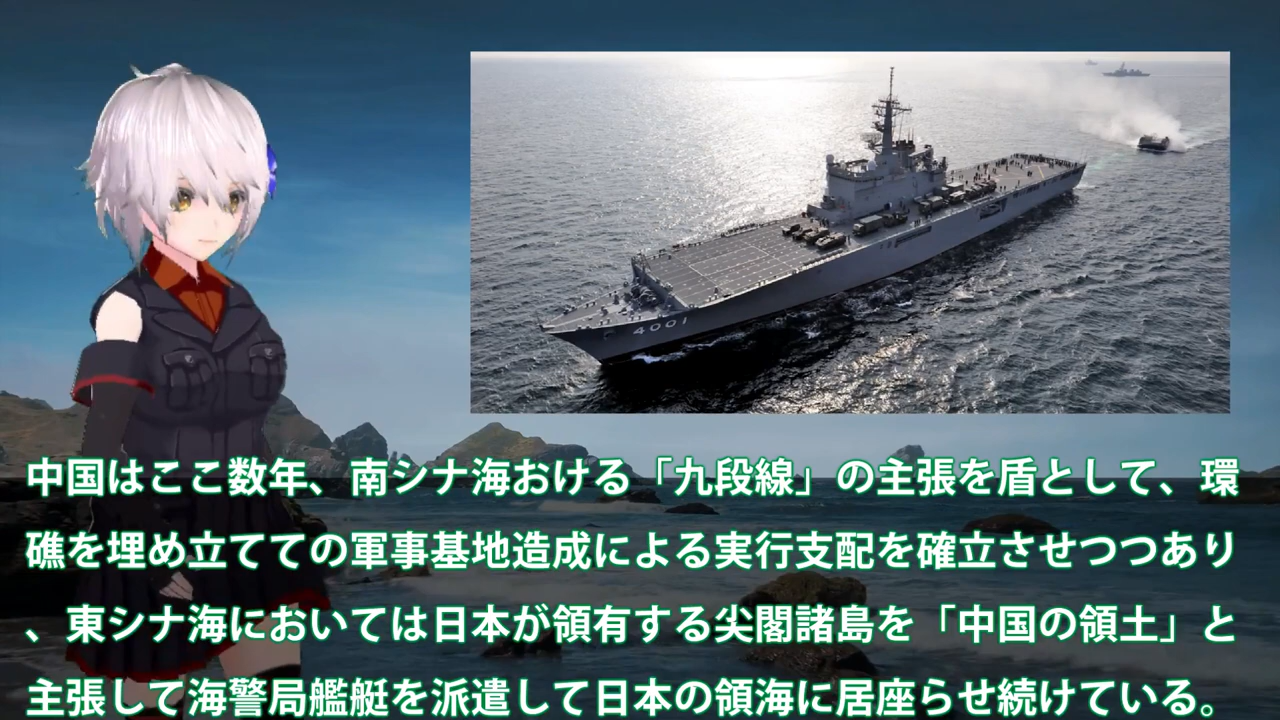 4001
中国はここ数年、南シナ海おける「九段線」の主張を盾として、環
礁を埋め立てての軍事基地造成による実行支配を確立させつつあり
、東シナ海においては日本が領有する尖閣諸島を「中国の領土」と
主張して海警局艦艇を派遣して日本の領海に居座らせ続けている。